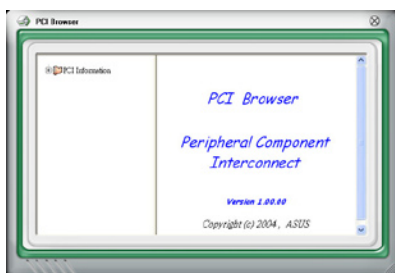 PCI Browser
PCI Information
PCI Browser
Peripheral Component
Interconnect
Version 1.00.00
Copyright (c) 2004, ASUS